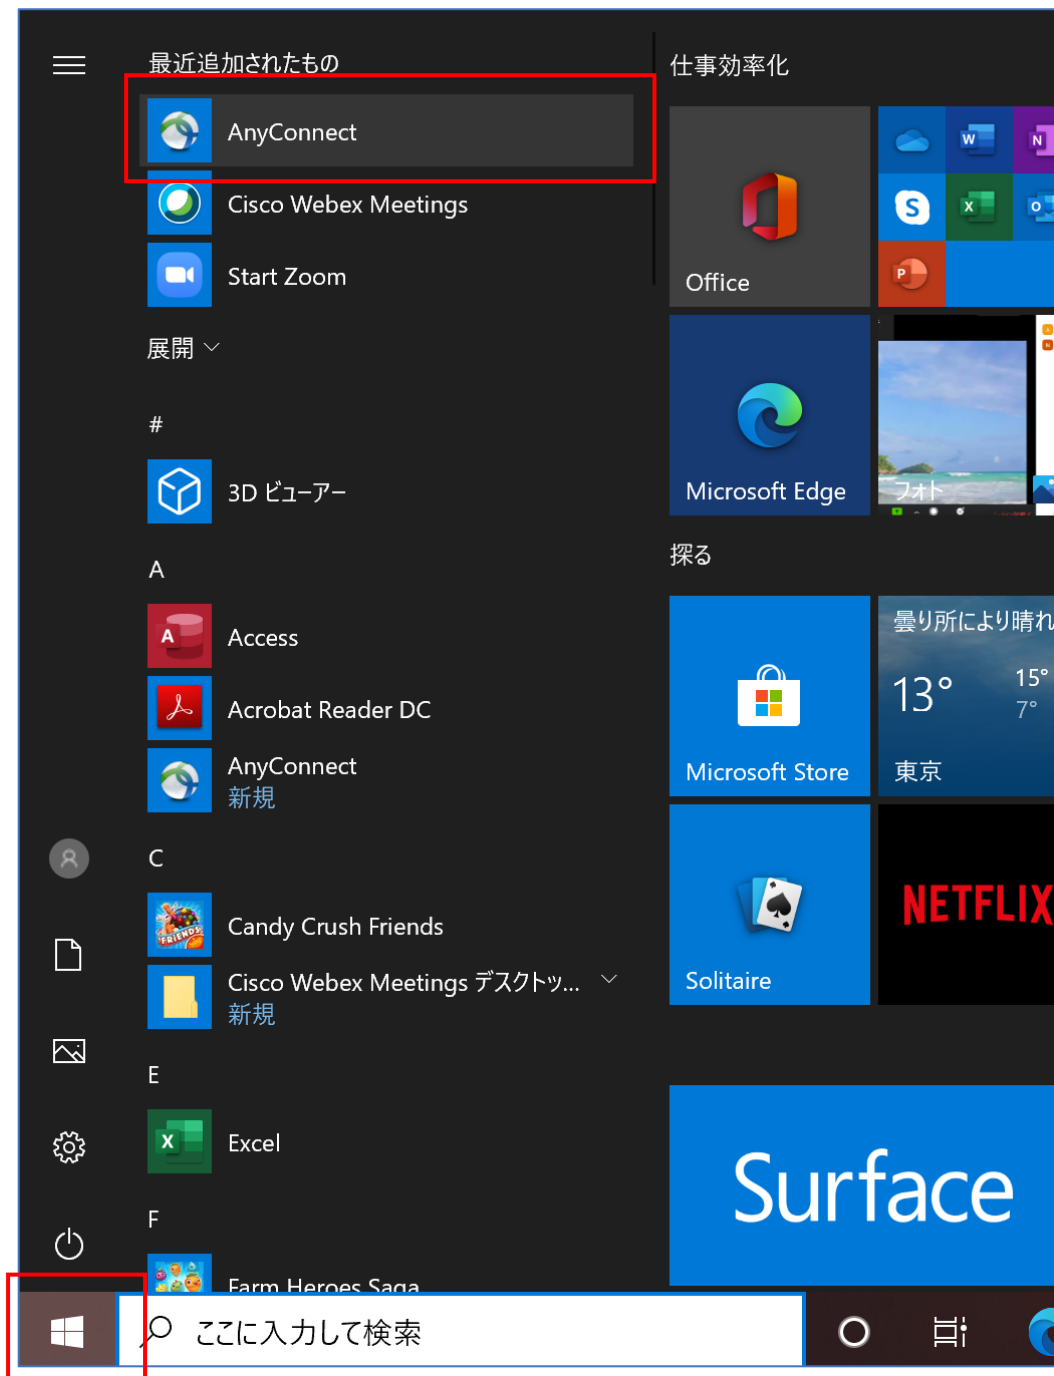 最近追加されたもの
AnyConnect
Cisco Webex Meetings
Start Zoom
展開
#
3D ビューアー
A
Access
Acrobat Reader DC
AnyConnect
新規
C
Candy Crush Friends
Cisco Webex Meetings デスクトッ...
新規
E
Excel
F
Farm Heroes Saga
仕事効率化
Office
Microsoft Edge
フォト
探る
Microsoft Store
曇り所により晴れ
13°
15°
7°
東京
Solitaire
NETFLIX
Surface
ここに入力して検索